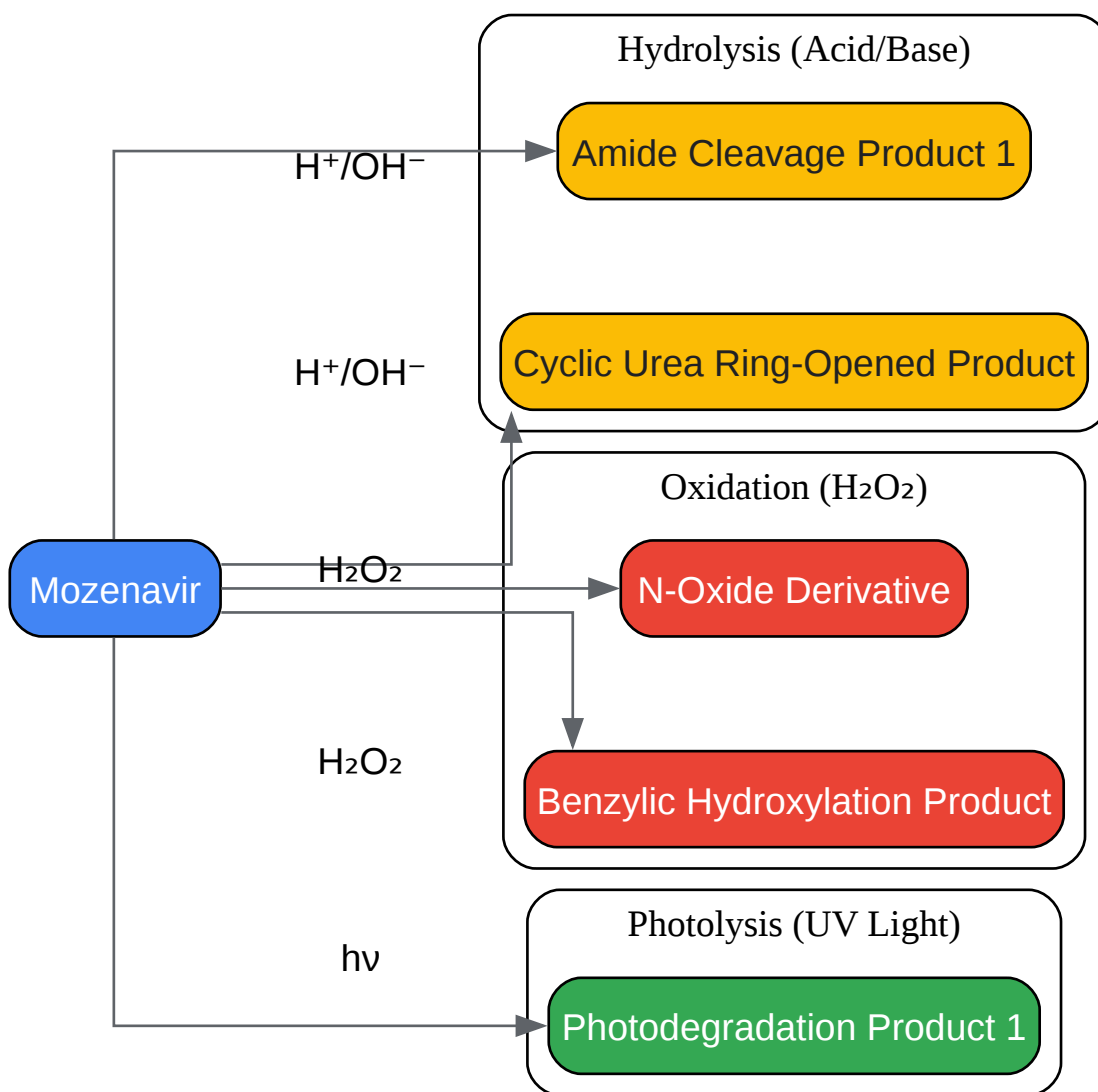 Hydrolysis (Acid/Base)
H⁺/OH⁻
Amide Cleavage Product 1
H⁺/OH⁻
Cyclic Urea Ring-Opened Product
Oxidation (H₂O₂)
Mozenavir
H₂O₂
N-Oxide Derivative
H₂O₂
Benzylic Hydroxylation Product
Photolysis (UV Light)
hν
Photodegradation Product 1